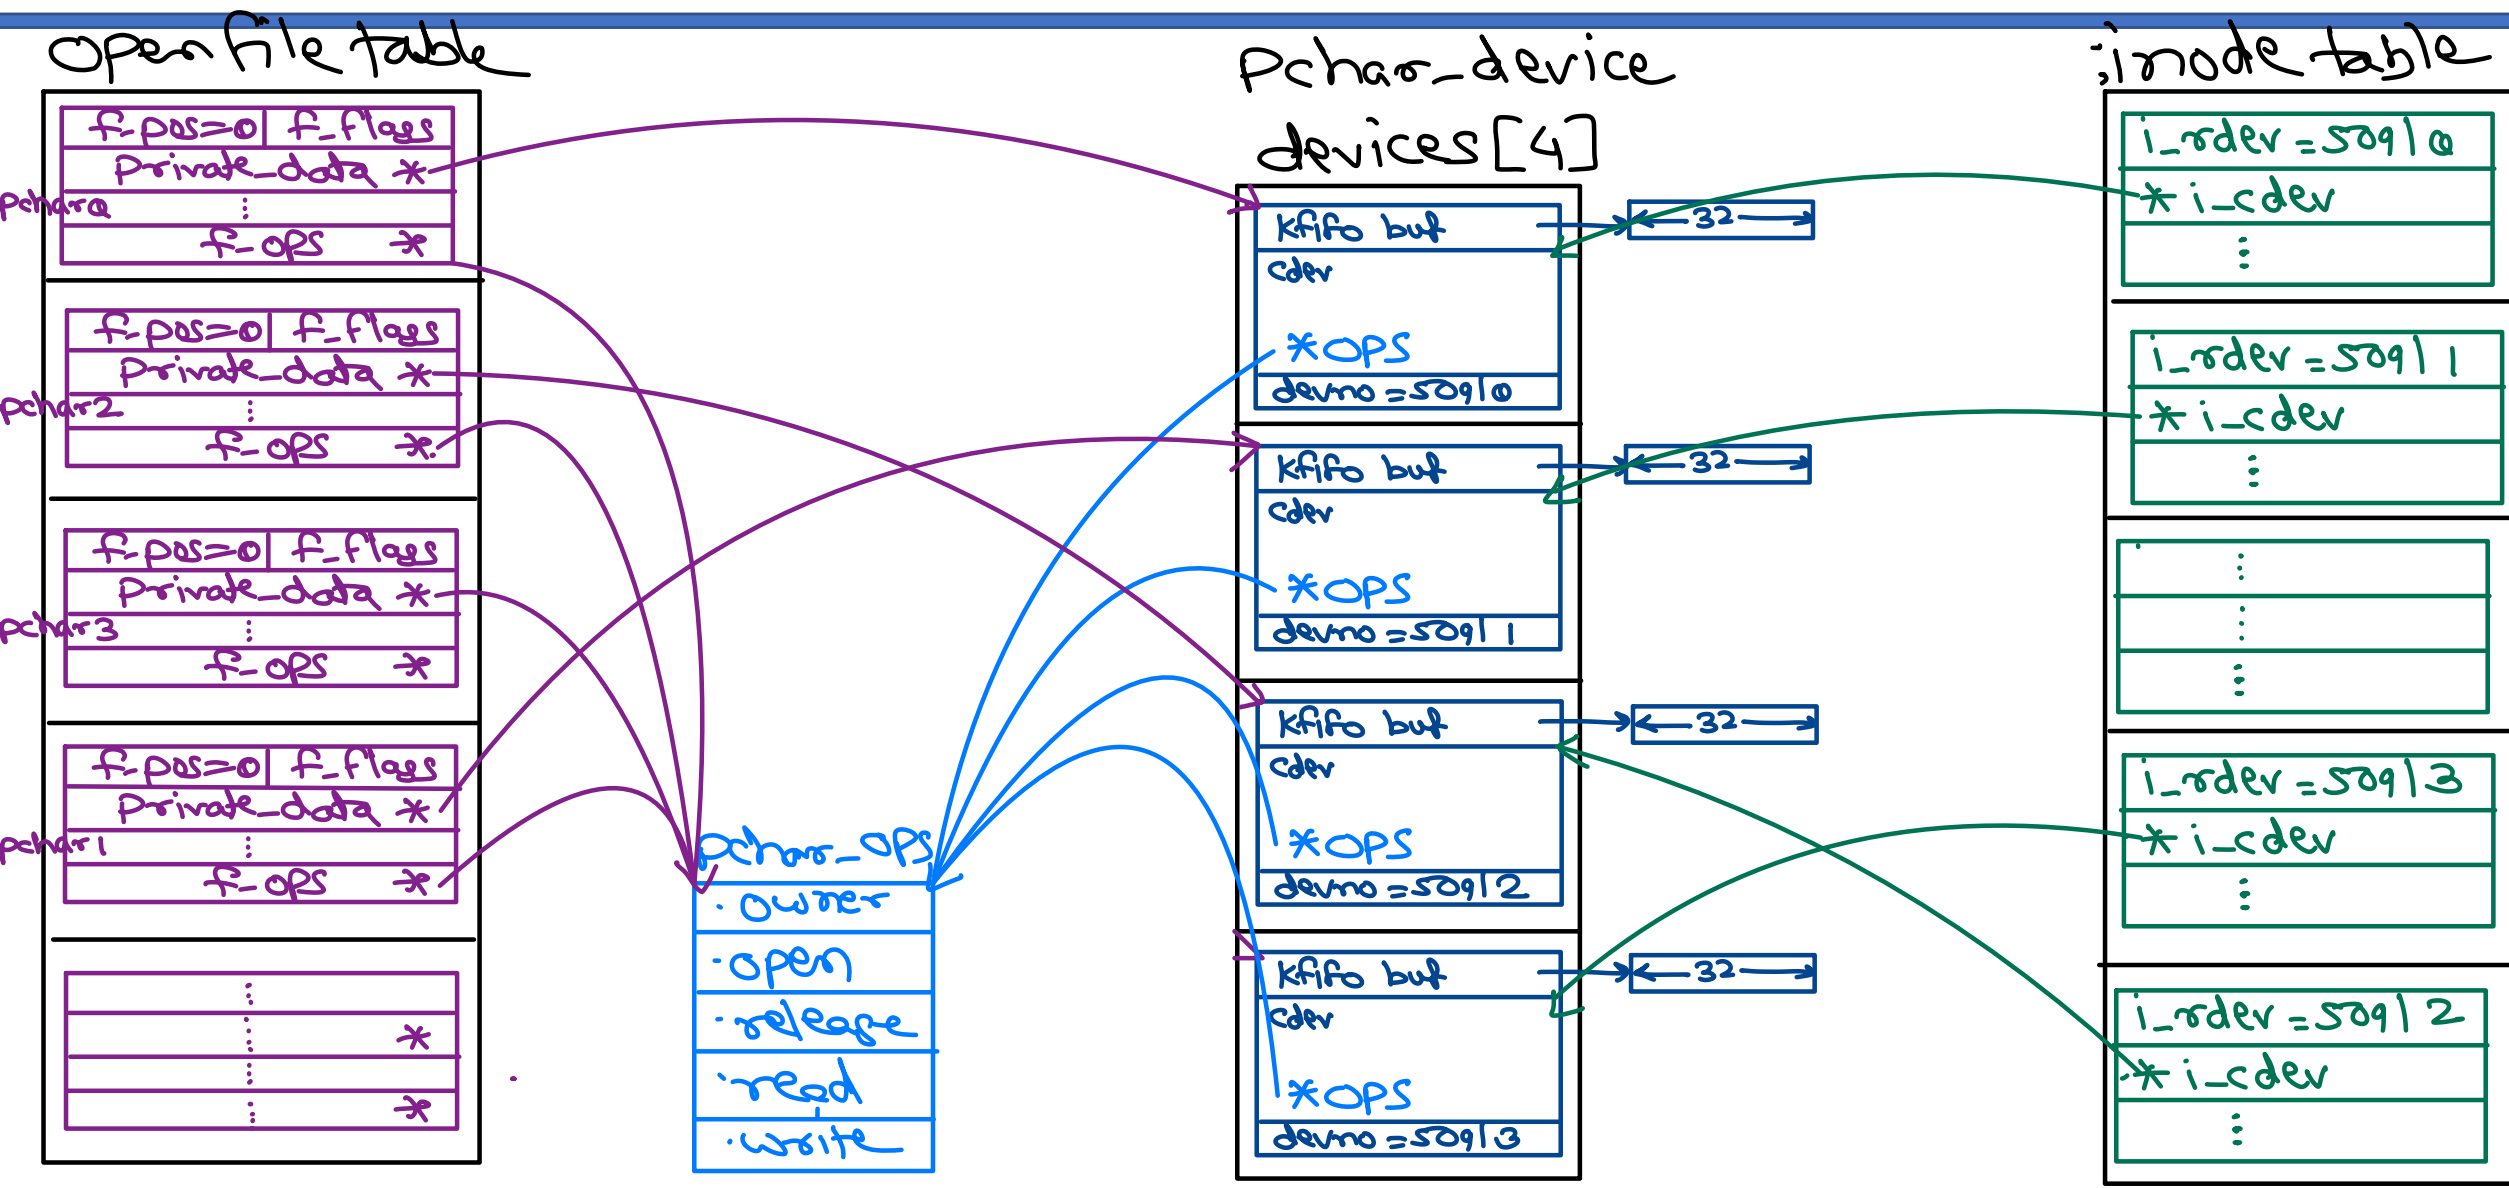 open file table
f_pos=0 f_flag
private_data *
pchar0
f_ops *
f_pos=0 f_flag
private_data *
pchar2
f_ops *
f_pos=0 f_flag
private_data *
pchar3
f_ops *
f_pos=0 f_flag
private_data *
pchar1
f_ops *
*
*
pchar_ops
.owner
.open
.release
.read
.write
pchar_device
devices[4]
kfifo buf
32
cdev
*ops
devno=509/0
kfifo buf
32
cdev
*ops
devno=509/1
kfifo buf
32
cdev
*ops
devno=509/2
kfifo buf
32
cdev
*ops
devno=509/3
inode table
i_rdev=509/0
*i_cdev
i_rdev=509/1
*i_cdev
i_rdev=509/3
*i_cdev
i_rdev=509/2
*i_cdev